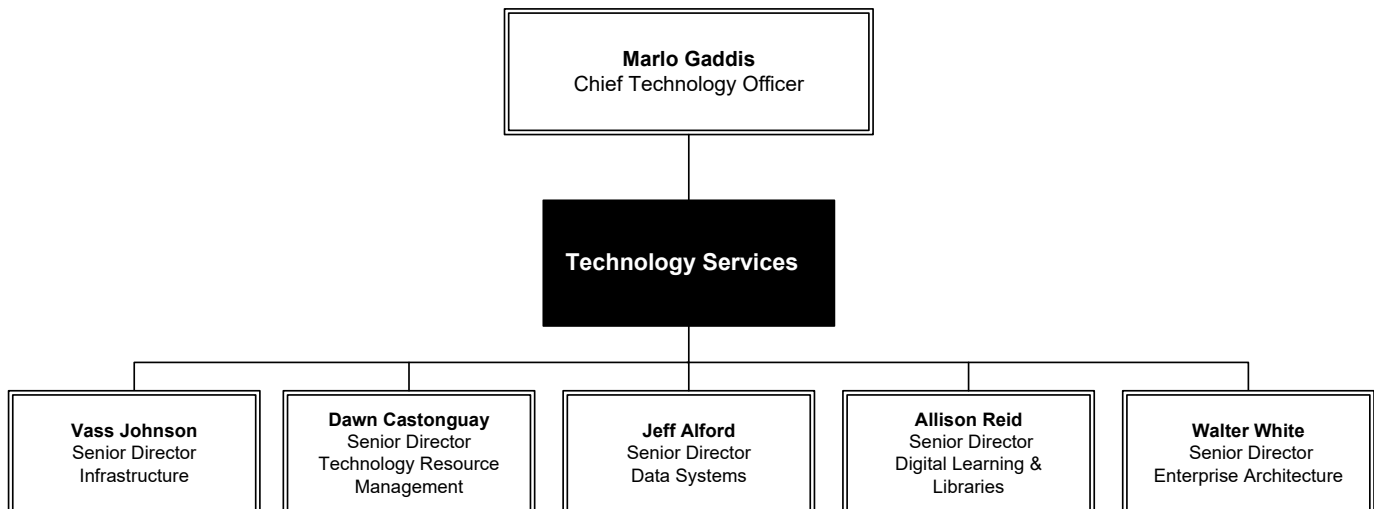 Marlo Gaddis
Chief Technology Officer
Technology Services
Vass Johnson
Senior Director
Infrastructure
Dawn Castonguay
Senior Director
Technology Resource
Management
Jeff Alford
Senior Director
Data Systems
Allison Reid
Senior Director
Digital Learning &
Libraries
Walter White
Senior Director
Enterprise Architecture